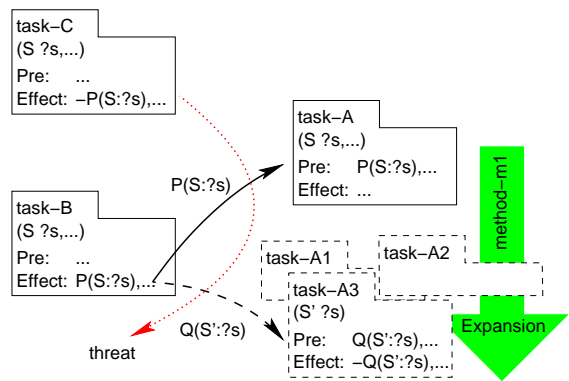 task–C
(S ?s,...)
Pre: ...
Effect: –P(S:?s),...
task–A
(S ?s,...)
Pre: P(S:?s),...
Effect: ...
P(S:?s)
method–m1
task–B
(S ?s,...)
Pre: ...
Effect: P(S:?s),...
task–A1
task–A2
task–A3
(S' ?s)
Pre: Q(S':?s),...
Effect: –Q(S':?s),...
Q(S':?s)
Expansion
threat